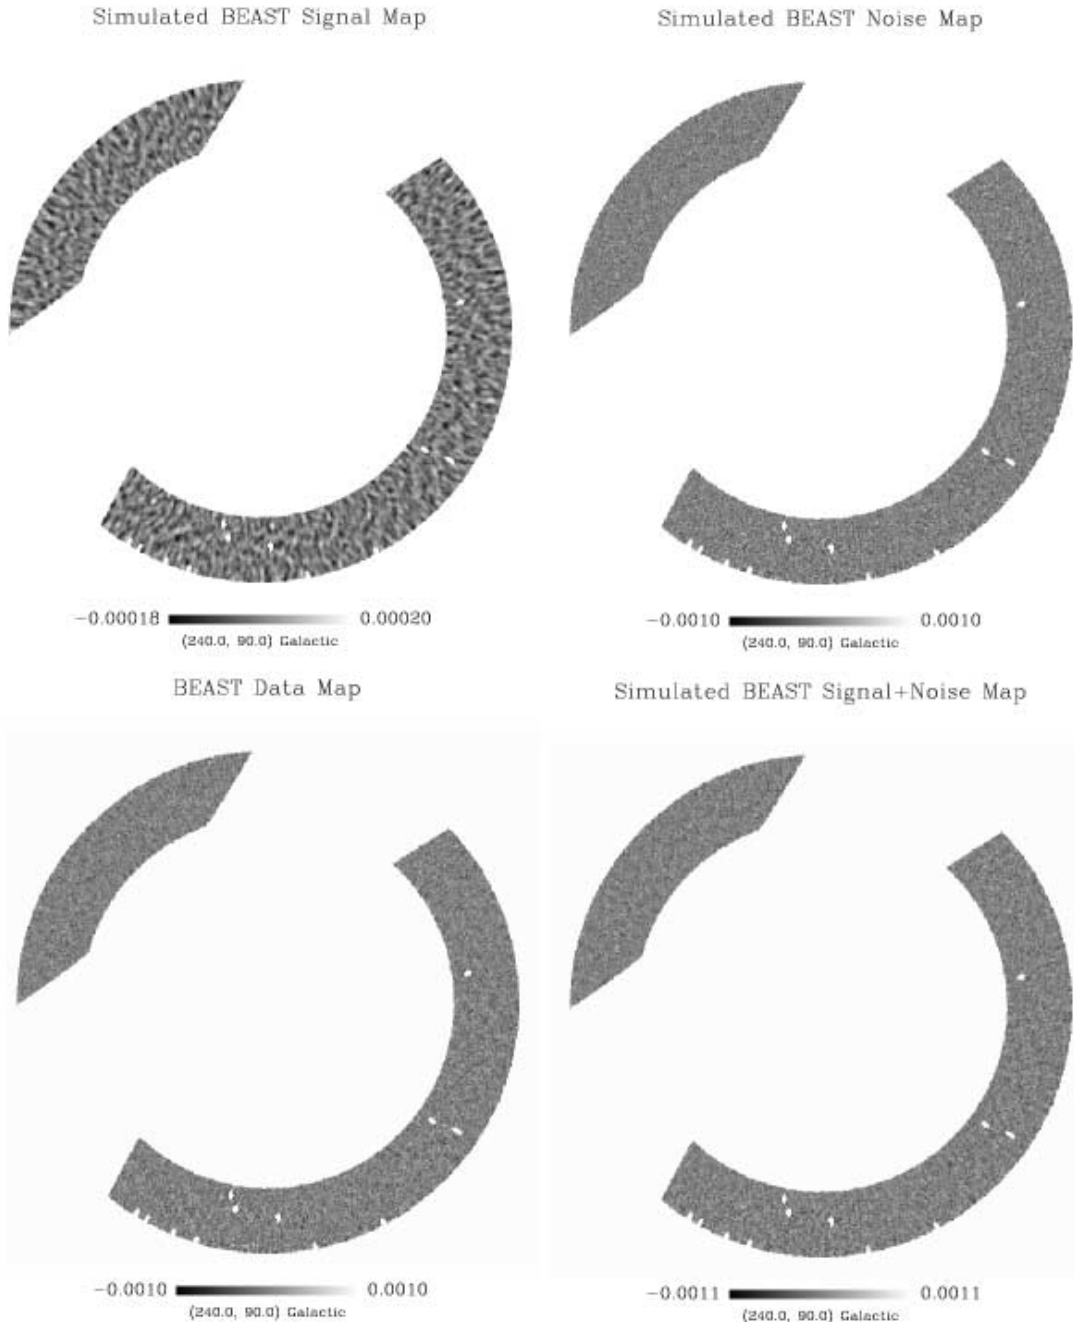 Simulated BEAST Signal Map
Simulated BEAST Noise Map
−0.00018 0.00020
(240.0, 90.0) Galactic
−0.0010 0.0010
(240.0, 90.0) Galactic
BEAST Data Map
Simulated BEAST Signal+Noise Map
−0.0010 0.0010
(240.0, 90.0) Galactic
−0.0011 0.0011
(240.0, 90.0) Galactic